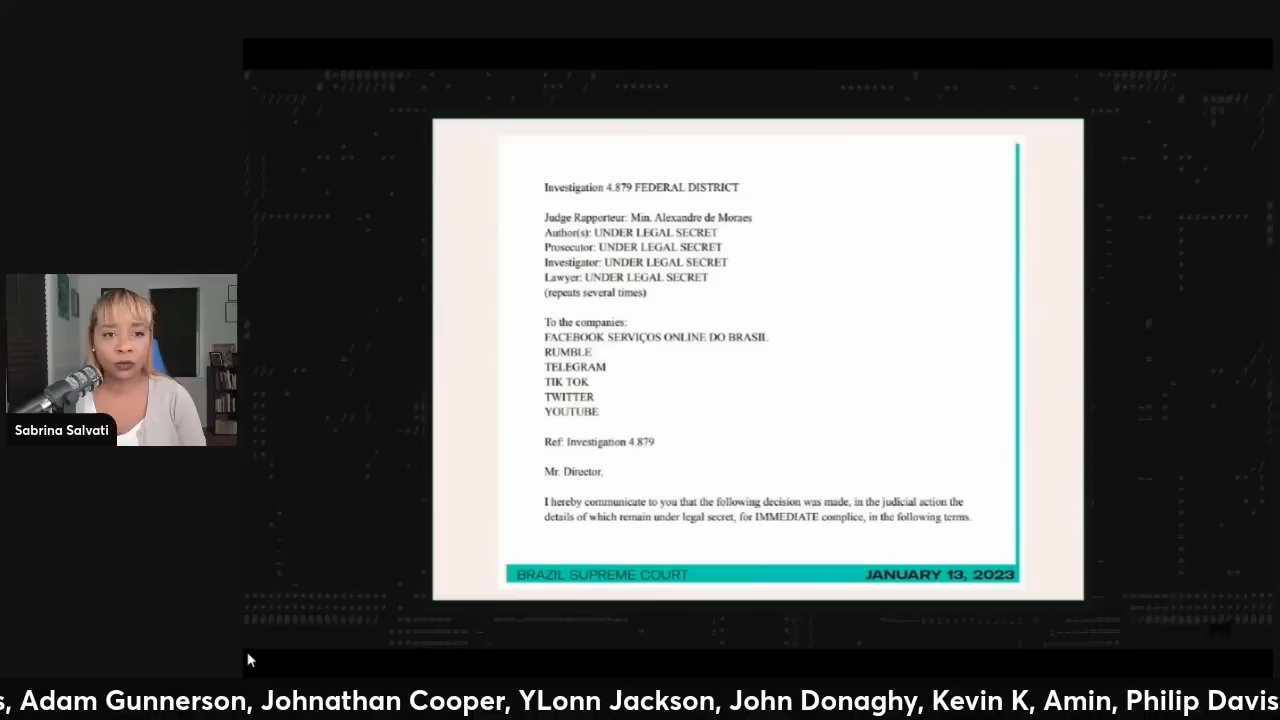 Investigation 4.879 FEDERAL DISTRICT
Judge Rapporteur: Min. Alexandre de Moraes
Author(s): UNDER LEGAL SECRET
Prosecutor: UNDER LEGAL SECRET
Investigator: UNDER LEGAL SECRET
Lawyer: UNDER LEGAL SECRET
(repeats several times)
To the companies:
FACEBOOK SERVIÇOS ONLINE DO BRASIL
RUMBLE
TELEGRAM
TIK TOK
TWITTER
YOUTUBE
Ref: Investigation 4.879
Mr. Director,
I hereby communicate to you that the following decision was made, in the judicial action the
details of which remain under legal secret, for IMMEDIATE complice, in the following terms.
BRAZIL SUPREME COURT JANUARY 13, 2023
Sabrina Salvati
s, Adam Gunnerson, Johnathan Cooper, YLonn Jackson, John Donaghy, Kevin K, Amin, Philip Davis